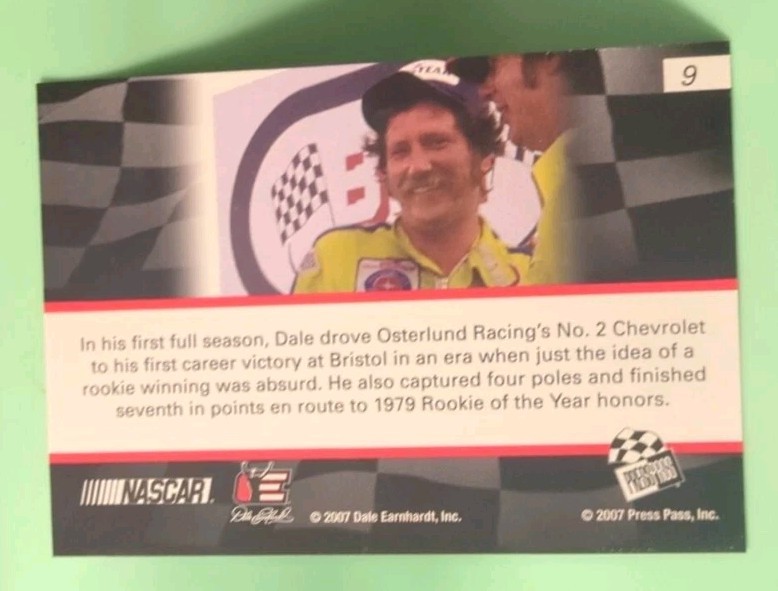 9
In his first full season, Dale drove Osterlund Racing's No. 2 Chevrolet
to his first career victory at Bristol in an era when just the idea of a
rookie winning was absurd. He also captured four poles and finished
seventh in points en route to 1979 Rookie of the Year honors.
NASCAR.
© 2007 Dale Earnhardt, Inc.
© 2007 Press Pass, Inc.